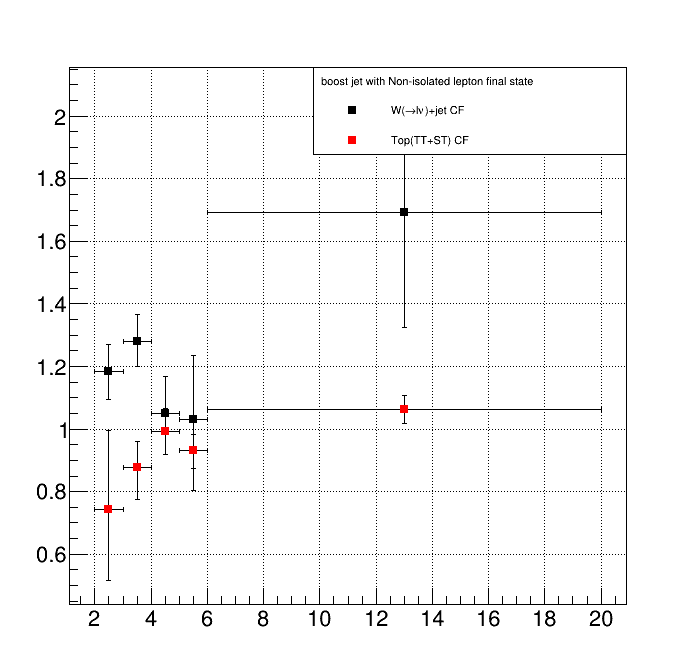 boost jet with Non-isolated lepton final state
W(→lν)+jet CF
Top(TT+ST) CF
2
1.8
1.6
1.4
1.2
1
0.8
0.6
2 4 6 8 10 12 14 16 18 20